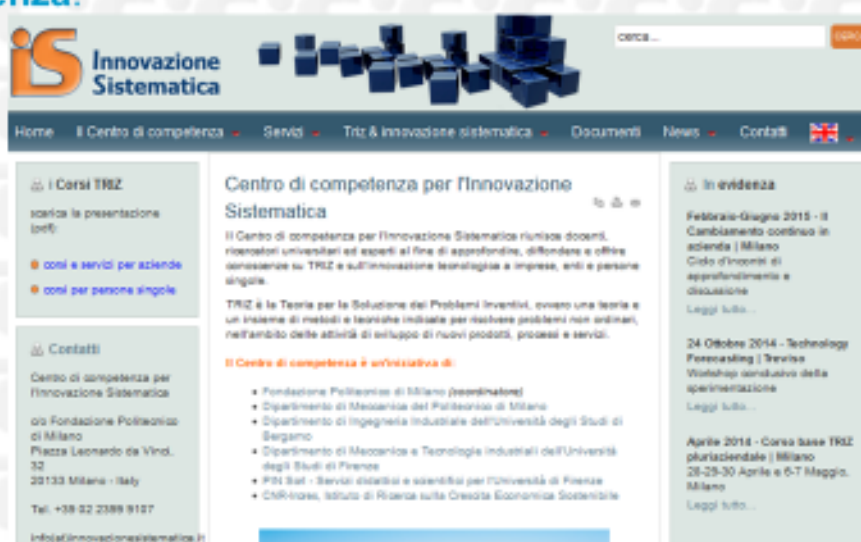 enza.
iS Innovazione
Sistematica
cerca...
Home Il Centro di competenza Servizi Triz & innovazione sistematica Documenti News Contatti
i Corsi TRIZ
scarica la presentazione
(pdf):
corsi e servizi per aziende
corsi per persone singole
Contatti
Centro di competenza per
l'Innovazione Sistematica
c/o Fondazione Politecnico
di Milano
Piazza Leonardo da Vinci,
32
20133 Milano - Italy
Tel. +39 02 2399 9107
Centro di competenza per l'Innovazione
Sistematica
Il Centro di competenza per l'Innovazione Sistematica riunisce docenti,
ricercatori universitari ed esperti al fine di approfondire, diffondere e offrire
conoscenze su TRIZ e sull'innovazione tecnologica a imprese, enti e persone
singole.
TRIZ è la Teoria per la Soluzione dei Problemi Inventivi, ovvero una teoria e
un insieme di metodi e tecniche indicate per risolvere problemi non ordinari,
nell'ambito delle attività di sviluppo di nuovi prodotti, processi e servizi.
Il Centro di competenza è un'iniziativa di:
Fondazione Politecnico di Milano (coordinatore)
Dipartimento di Meccanica del Politecnico di Milano
Dipartimento di Ingegneria Industriale dell'Università degli Studi di
Bergamo
Dipartimento di Meccanica e Tecnologie Industriali dell'Università
degli Studi di Firenze
PIN Scrl - Servizi didattici e scientifici per l'Università di Firenze
CNR-Ircres, Istituto di Ricerca sulla Crescita Economica Sostenibile
In evidenza
Febbraio-Giugno 2015 - Il
Cambiamento continuo in
azienda | Milano
Ciclo d'incontri di
approfondimento e
discussione
Leggi tutto...
24 Ottobre 2014 - Technology
Forecasting | Treviso
Workshop conclusivo della
sperimentazione
Leggi tutto...
Aprile 2014 - Corso base TRIZ
pluriaziendale | Milano
28-29-30 Aprile e 6-7 Maggio,
Milano
Leggi tutto...